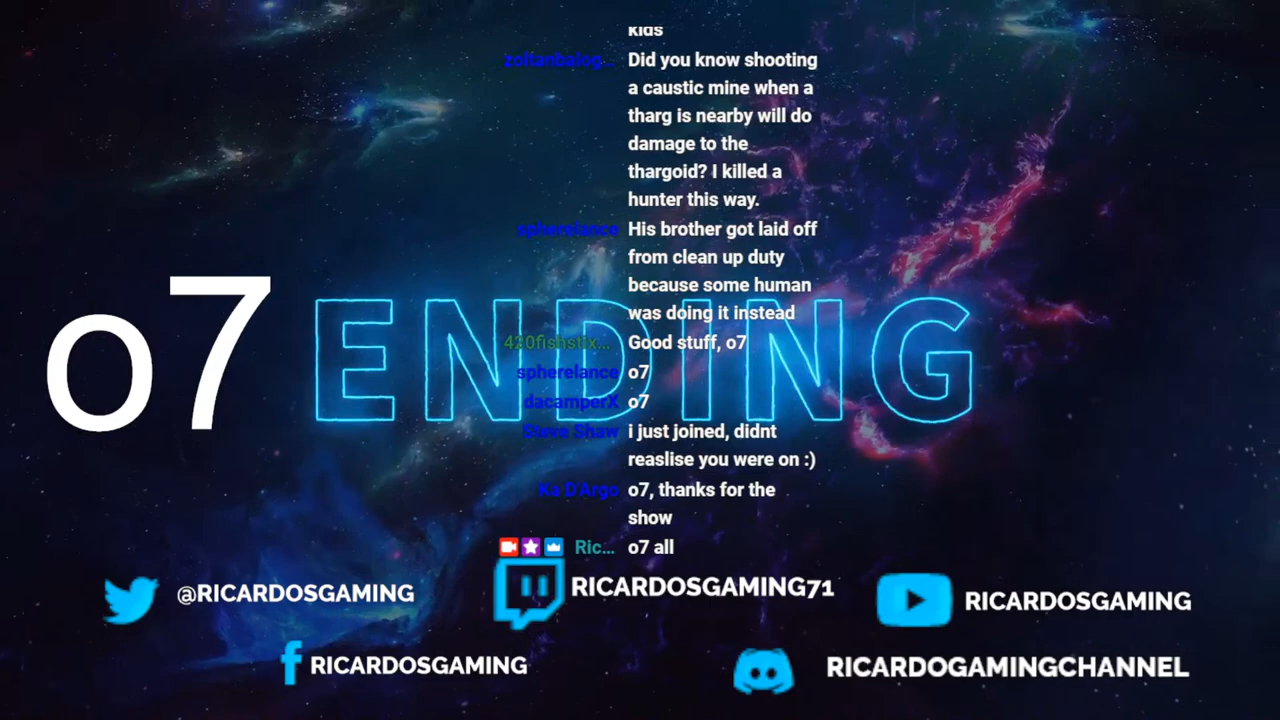 kids
zoltanbalog... Did you know shooting
a caustic mine when a
tharg is nearby will do
damage to the
thargoid? I killed a
hunter this way.
spherelance His brother got laid off
from clean up duty
because some human
was doing it instead
o7 ENDING
420fishstix... Good stuff, o7
spherelance o7
dacamperX o7
Steve Shaw i just joined, didnt
reaslise you were on :)
Ka D'Argo o7, thanks for the
show
Ric... o7 all
@RICARDOSGAMING
RICARDOSGAMING71
RICARDOSGAMING
RICARDOSGAMING
RICARDOGAMINGCHANNEL